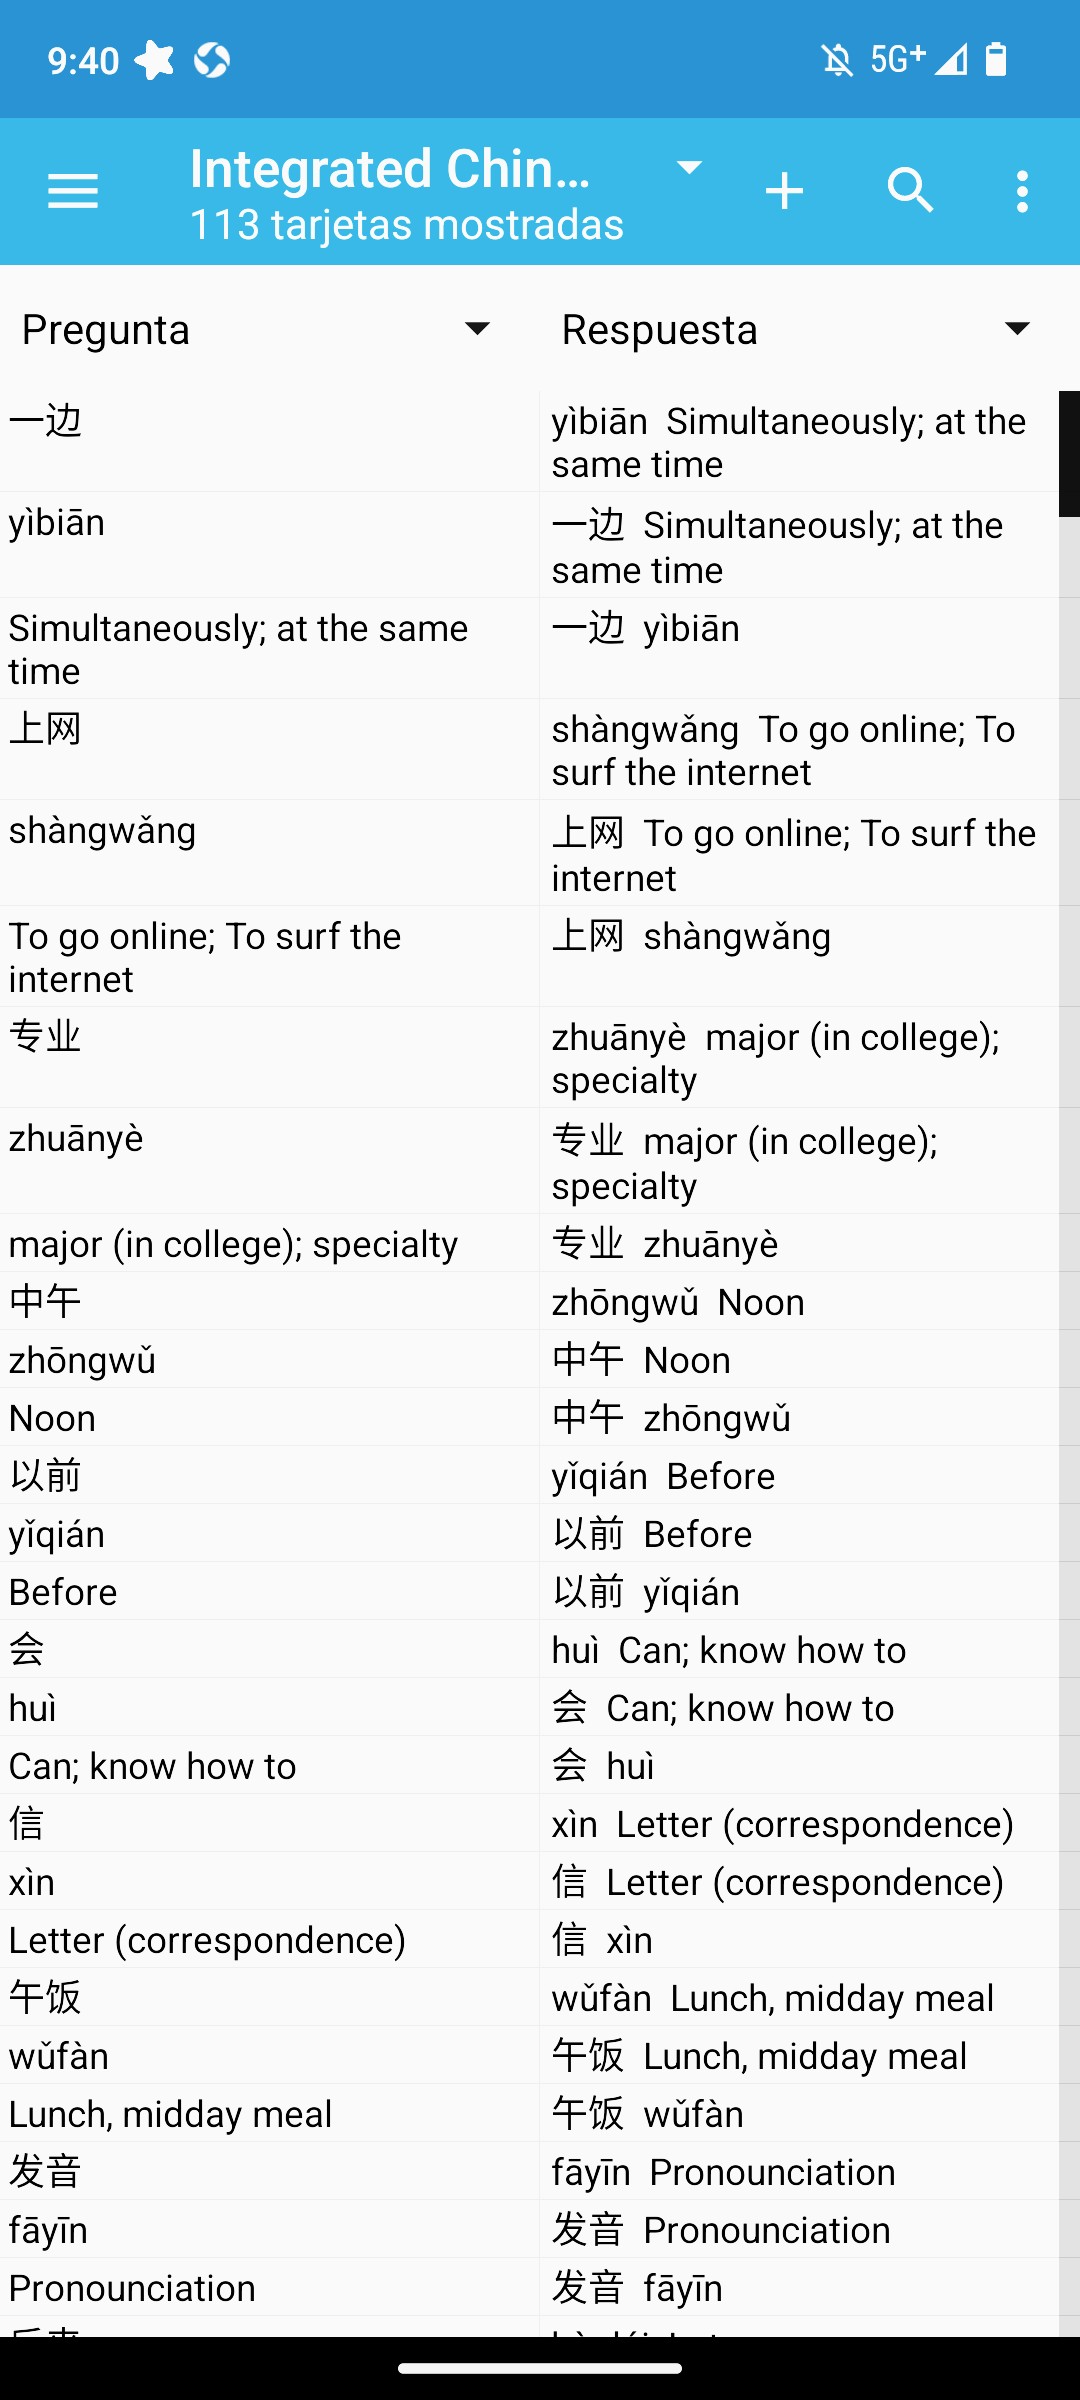 9:40 5G+
Integrated Chin...
113 tarjetas mostradas
Pregunta Respuesta
一边 yìbiān Simultaneously; at the
same time
yìbiān 一边 Simultaneously; at the
same time
Simultaneously; at the same 一边 yìbiān
time
上网 shàngwǎng To go online; To
surf the internet
shàngwǎng 上网 To go online; To surf the
internet
To go online; To surf the 上网 shàngwǎng
internet
专业 zhuānyè major (in college);
specialty
zhuānyè 专业 major (in college);
specialty
major (in college); specialty 专业 zhuānyè
中午 zhōngwǔ Noon
zhōngwǔ 中午 Noon
Noon 中午 zhōngwǔ
以前 yǐqián Before
yǐqián 以前 Before
Before 以前 yǐqián
会 huì Can; know how to
huì 会 Can; know how to
Can; know how to 会 huì
信 xìn Letter (correspondence)
xìn 信 Letter (correspondence)
Letter (correspondence) 信 xìn
午饭 wǔfàn Lunch, midday meal
wǔfàn 午饭 Lunch, midday meal
Lunch, midday meal 午饭 wǔfàn
发音 fāyīn Pronounciation
fāyīn 发音 Pronounciation
Pronounciation 发音 fāyīn